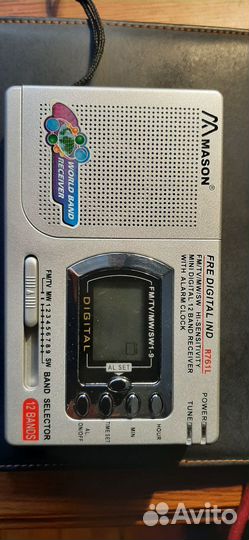 MASON®
WORLD BAND
RECEIVER
FRE DIGITAL IND R761L
FM/TV/MW/SW HI-SENSITIVITY
MINI DIGITAL 12 BAND RECEIVER
WITH ALARM CLOCK
POWER
TUNE
FM/TV/MW/SW1-9
DIGITAL
AL SET
HOUR
MIN
TIME SET
AL.
ON/OFF
FM/TV MW 1 2 3 4 5 6 7 8 9 SW
BAND SELECTOR
12 BANDS
Avito